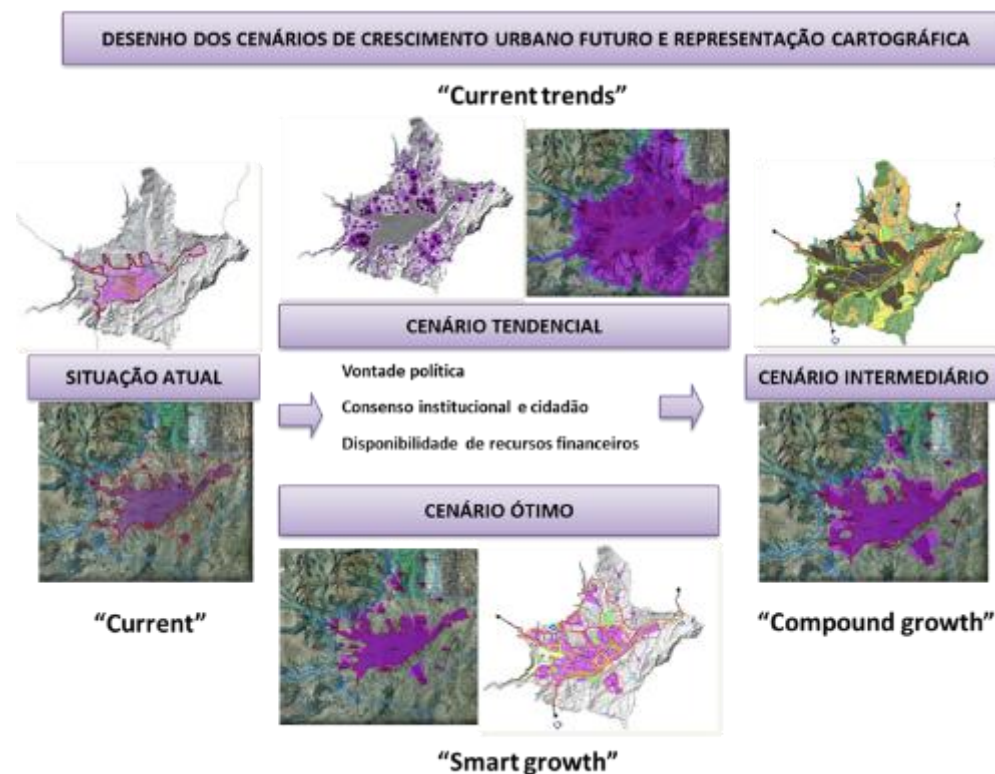 DESENHO DOS CENÁRIOS DE CRESCIMENTO URBANO FUTURO E REPRESENTAÇÃO CARTOGRÁFICA
“Current trends”
CENÁRIO TENDENCIAL
SITUAÇÃO ATUAL
Vontade política
Consenso institucional e cidadão
Disponibilidade de recursos financeiros
CENÁRIO INTERMEDIÁRIO
CENÁRIO ÓTIMO
“Current”
“Compound growth”
“Smart growth”